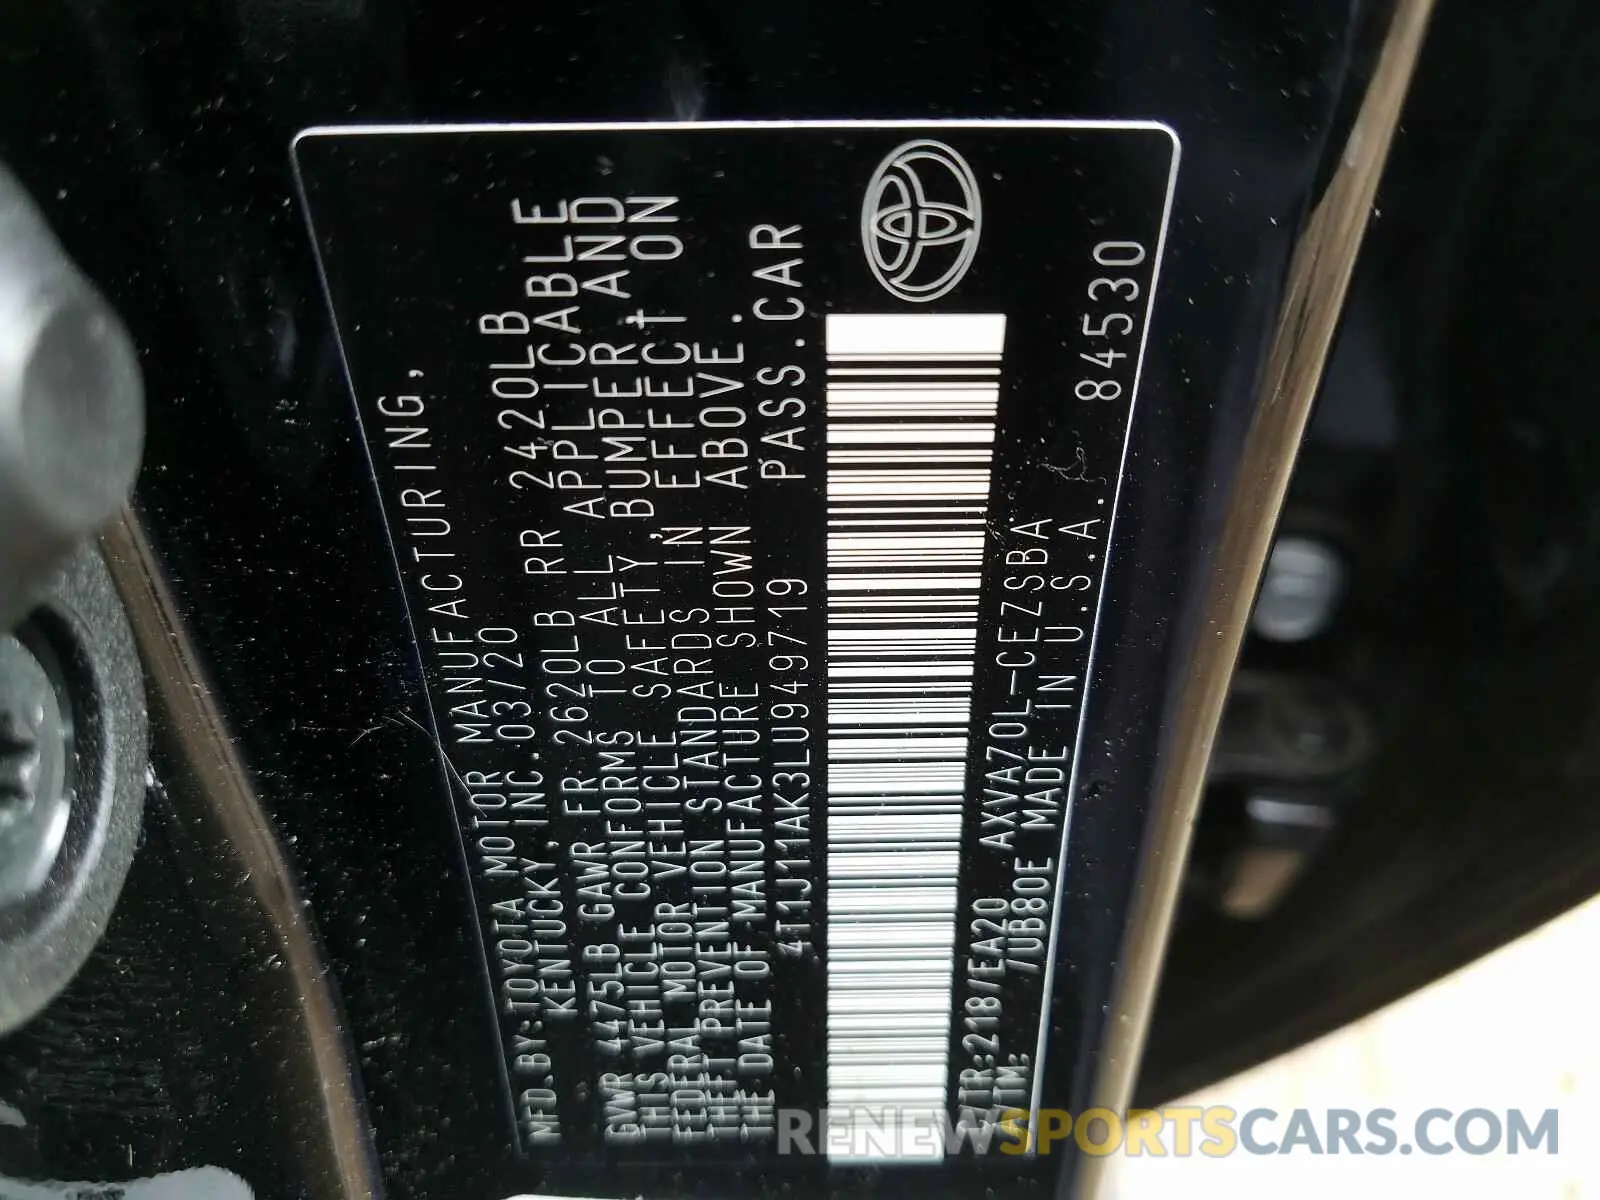 MFD.BY:TOYOTA MOTOR MANUFACTURING,
KENTUCKY, INC. 03/20
GVWR 4475LB GAWR FR 2620LB RR 2420LB
THIS VEHICLE CONFORMS TO ALL APPLICABLE
FEDERAL MOTOR VEHICLE SAFETY, BUMPER, AND
THEFT PREVENTION STANDARDS IN EFFECT ON
THE DATE OF MANUFACTURE SHOWN ABOVE.
4T1J11AK3LU949719 PASS.CAR
C/TR:218/EA20 AXVA70L-CEZSBA 84530
A/TM: /UB80E MADE IN U.S.A.
RENEWSPORTSCARS.COM